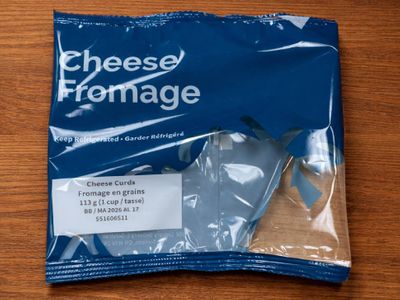 Cheese
Fromage
Keep Refrigerated • Garder Réfrigéré
Cheese Curds
Fromage en grains
113 g (1 cup / tasse)
BB / MA 2026 AL 17
SS1606S11